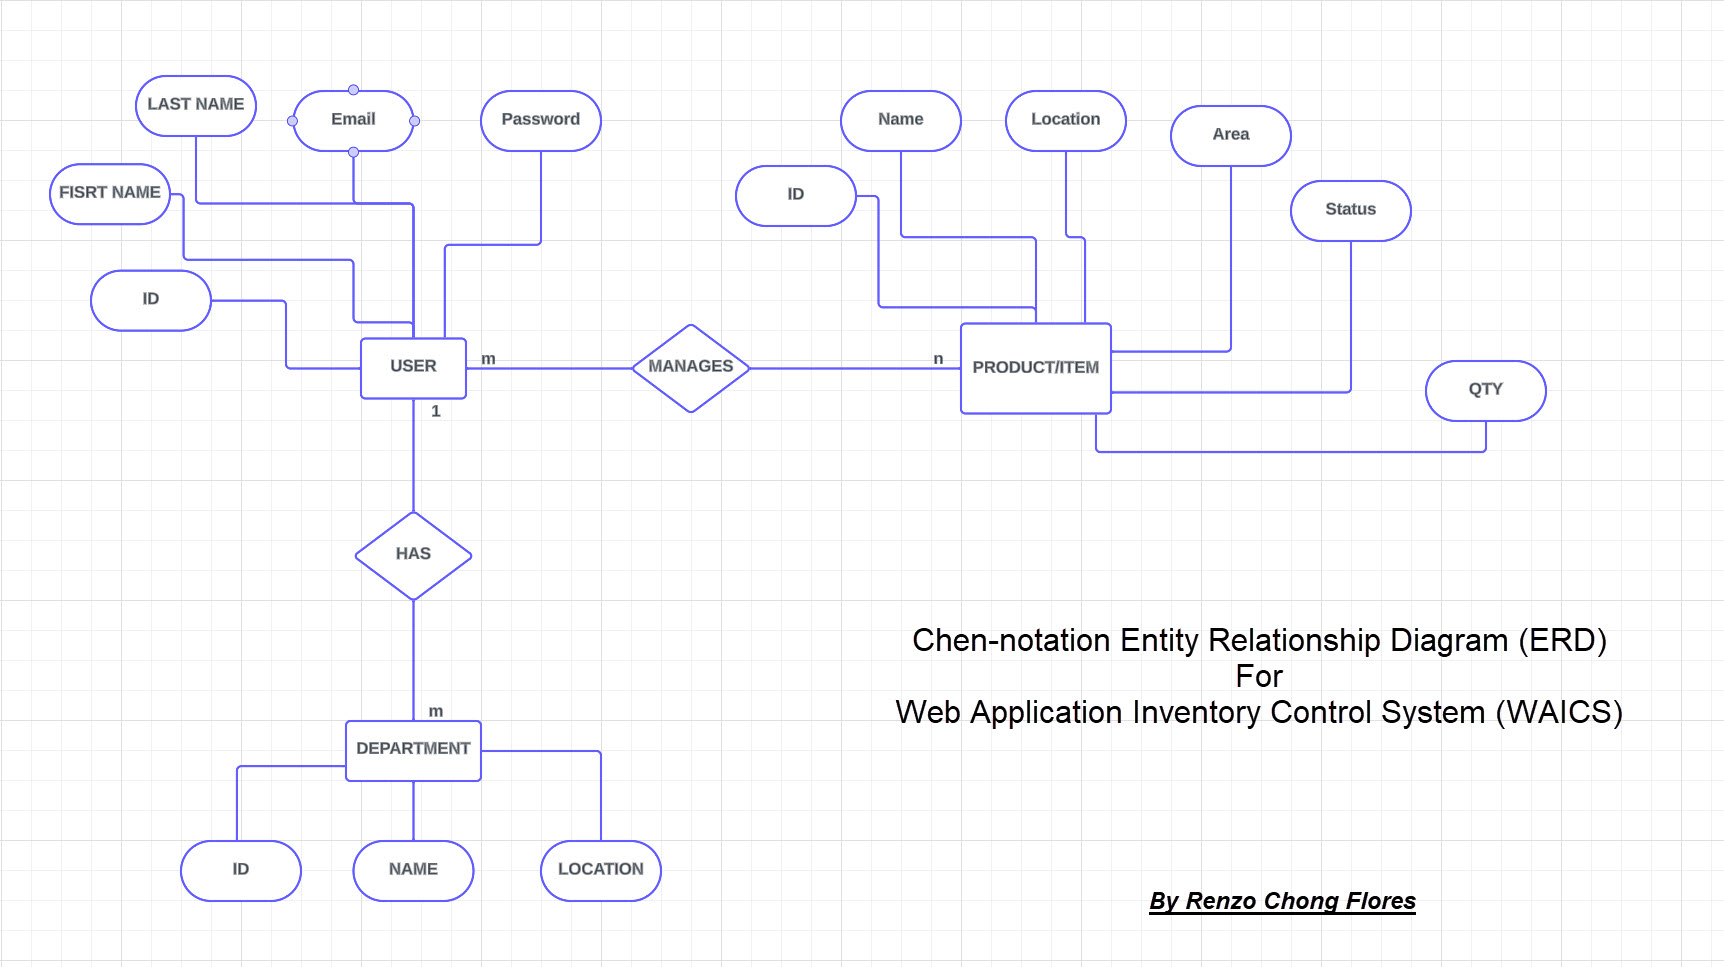 LAST NAME
Email
Password
Name
Location
Area
FISRT NAME
ID
Status
ID
USER
m
MANAGES
n
PRODUCT/ITEM
QTY
1
HAS
Chen-notation Entity Relationship Diagram (ERD)
For
Web Application Inventory Control System (WAICS)
m
DEPARTMENT
ID
NAME
LOCATION
By Renzo Chong Flores